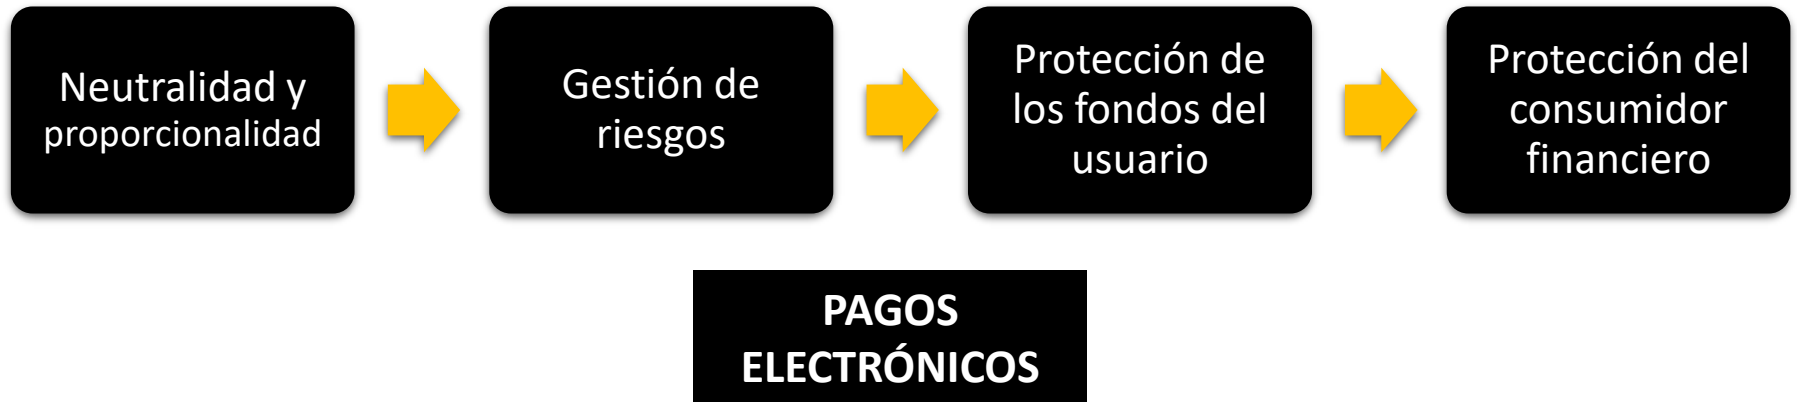 Neutralidad y
proporcionalidad
Gestión de
riesgos
Protección de
los fondos del
usuario
Protección del
consumidor
financiero
PAGOS
ELECTRÓNICOS